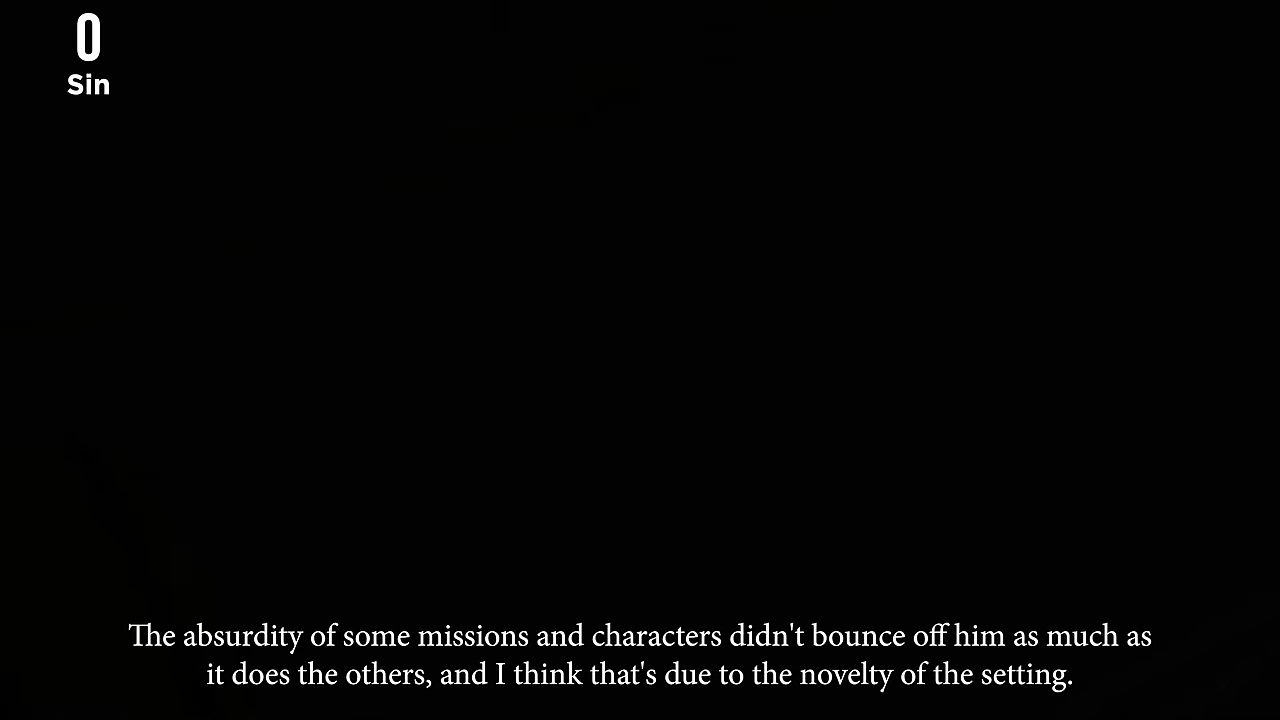 0
Sin
The absurdity of some missions and characters didn't bounce off him as much as
it does the others, and I think that's due to the novelty of the setting.